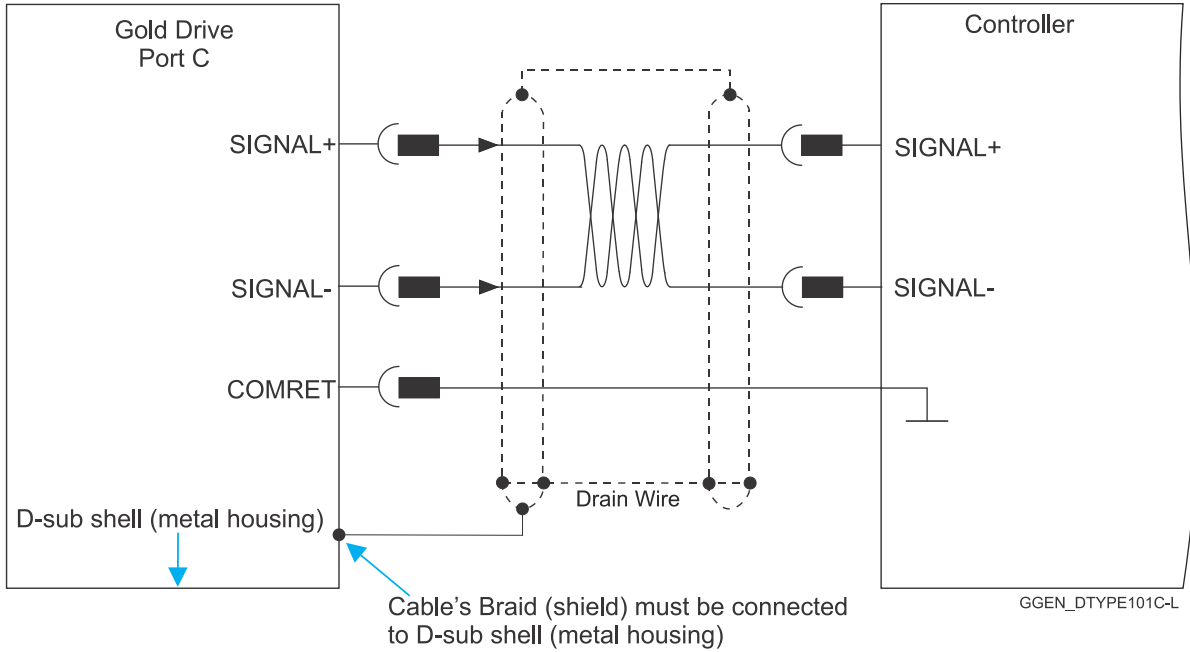 Gold Drive
Port C
Controller
SIGNAL+
SIGNAL+
SIGNAL-
SIGNAL-
COMRET
Drain Wire
D-sub shell (metal housing)
Cable's Braid (shield) must be connected
to D-sub shell (metal housing)
GGEN_DTYPE101C-L